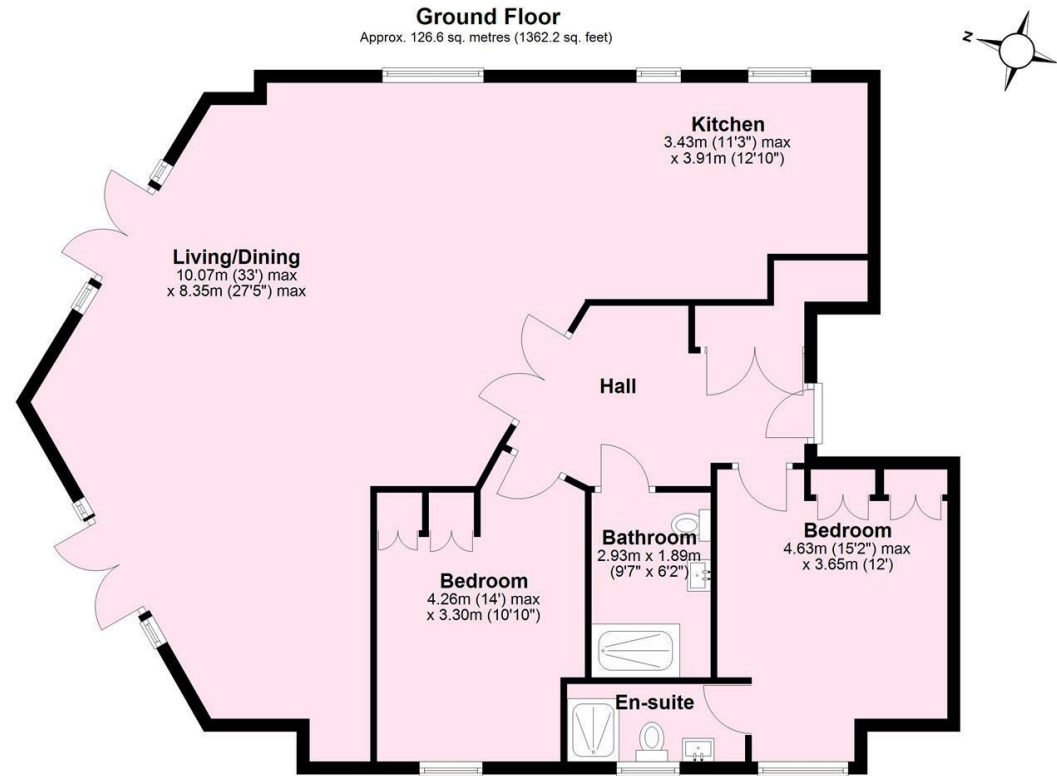 Ground Floor
Approx. 126.6 sq. metres (1362.2 sq. feet)
N
Kitchen
3.43m (11'3") max
x 3.91m (12'10")
Living/Dining
10.07m (33') max
x 8.35m (27'5") max
Hall
Bathroom
2.93m x 1.89m
(9'7" x 6'2")
Bedroom
4.63m (15'2") max
x 3.65m (12')
Bedroom
4.26m (14') max
x 3.30m (10'10")
En-suite